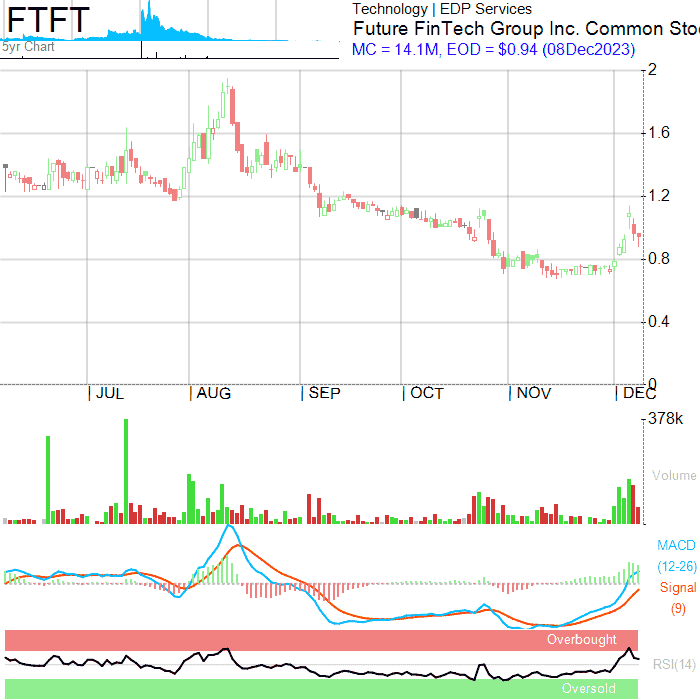 FTFT
5yr Chart
Technology | EDP Services
Future FinTech Group Inc. Common Sto
MC = 14.1M, EOD = $0.94 (08Dec2023)
2
1.6
1.2
0.8
0.4
0
JUL AUG SEP OCT NOV DEC
378k
Volume
MACD
(12-26)
Signal
(9)
Overbought
RSI(14)
Oversold